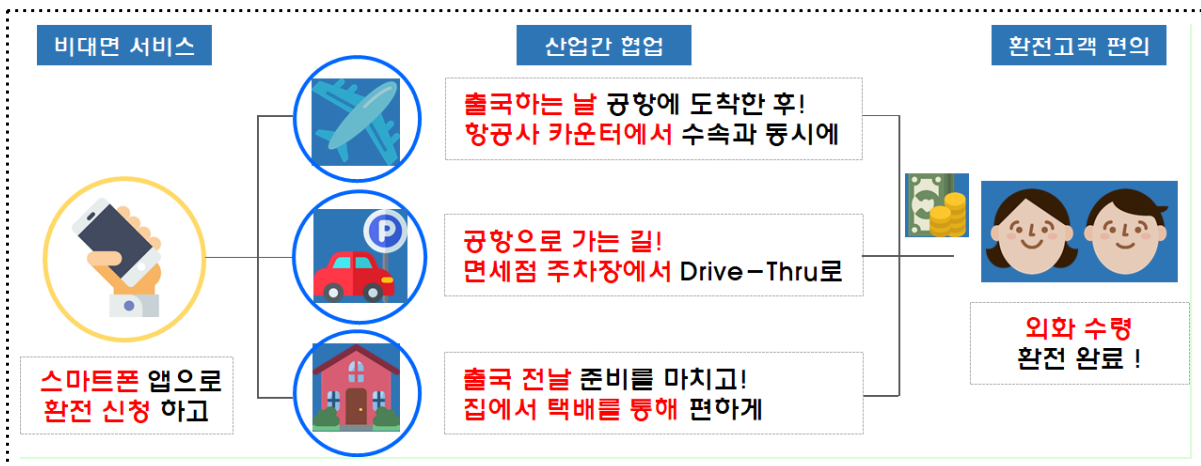 비대면 서비스
산업간 협업
환전고객 편의
출국하는 날 공항에 도착한 후!
항공사 카운터에서 수속과 동시에
P
공항으로 가는 길!
면세점 주차장에서 Drive-Thru로
스마트폰 앱으로
환전 신청 하고
출국 전날 준비를 마치고!
집에서 택배를 통해 편하게
외화 수령
환전 완료 !